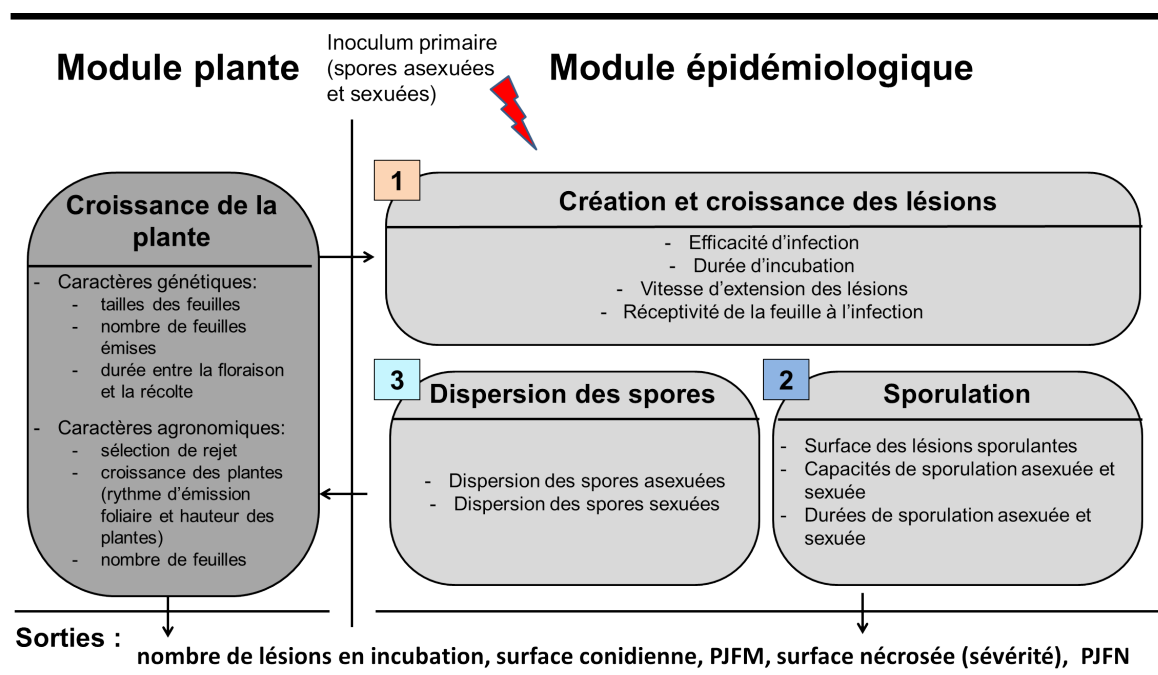 Module plante
Inoculum primaire
(spores asexuées
et sexuées)
Module épidémiologique
Croissance de la
plante
- Caractères génétiques:
- tailles des feuilles
- nombre de feuilles
émises
- durée entre la floraison
et la récolte
- Caractères agronomiques:
- sélection de rejet
- croissance des plantes
(rythme d'émission
foliaire et hauteur des
plantes)
- nombre de feuilles
1
Création et croissance des lésions
- Efficacité d'infection
- Durée d'incubation
- Vitesse d'extension des lésions
- Réceptivité de la feuille à l'infection
3
Dispersion des spores
- Dispersion des spores asexuées
- Dispersion des spores sexuées
2
Sporulation
- Surface des lésions sporulantes
- Capacités de sporulation asexuée et
sexuée
- Durées de sporulation asexuée et
sexuée
Sorties :
nombre de lésions en incubation, surface conidienne, PJFM, surface nécrosée (sévérité), PJFN